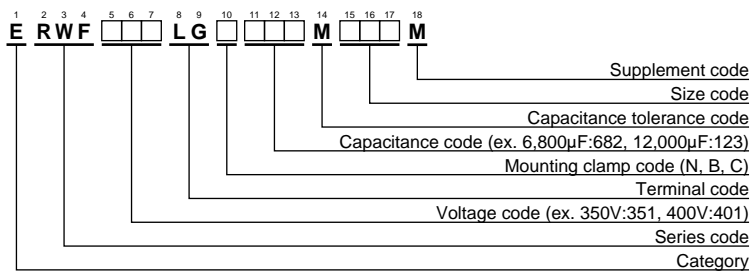 1 2 3 4 5 6 7 8 9 10 11 12 13 14 15 16 17 18
E RWF LG M M
Supplement code
Size code
Capacitance tolerance code
Capacitance code (ex. 6,800µF:682, 12,000µF:123)
Mounting clamp code (N, B, C)
Terminal code
Voltage code (ex. 350V:351, 400V:401)
Series code
Category